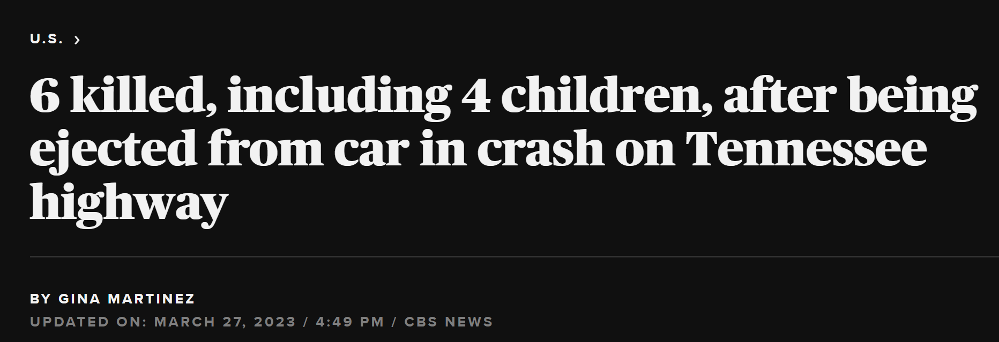 U.S. ›
6 killed, including 4 children, after being
ejected from car in crash on Tennessee
highway
BY GINA MARTINEZ
UPDATED ON: MARCH 27, 2023 / 4:49 PM / CBS NEWS